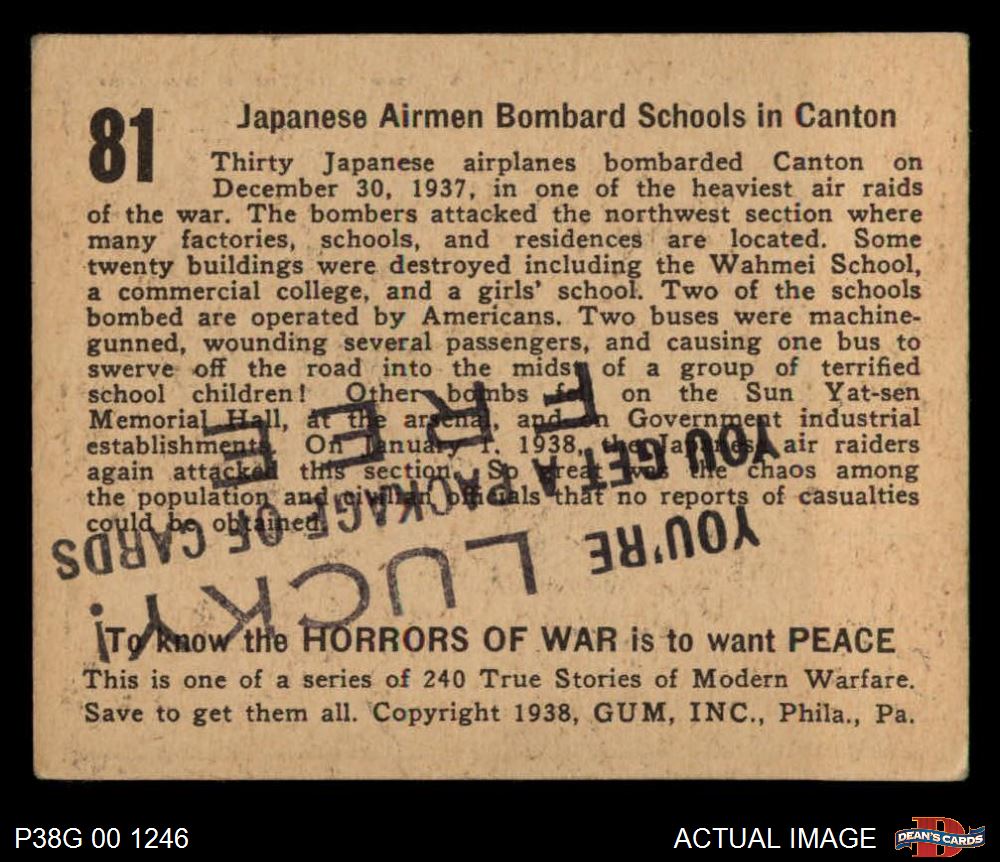 81
Japanese Airmen Bombard Schools in Canton
Thirty Japanese airplanes bombarded Canton on
December 30, 1937, in one of the heaviest air raids
of the war. The bombers attacked the northwest section where
many factories, schools, and residences are located. Some
twenty buildings were destroyed including the Wahmei School,
a commercial college, and a girls' school. Two of the schools
bombed are operated by Americans. Two buses were machine-
gunned, wounding several passengers, and causing one bus to
swerve off the road into the midst of a group of terrified
school children! Other bombs fell on the Sun Yat-sen
Memorial Hall, at the arsenal, and on Government industrial
establishments. On January 1, 1938, the Japanese air raiders
again attacked this section. So great was the chaos among
the population and civilian officials that no reports of casualties
could be obtained.
YOU'RE LUCKY!
YOU GET A PACKAGE OF CARDS
FREE
To know the HORRORS OF WAR is to want PEACE
This is one of a series of 240 True Stories of Modern Warfare.
Save to get them all. Copyright 1938, GUM, INC., Phila., Pa.
P38G 00 1246
ACTUAL IMAGE
DEAN'S CARDS